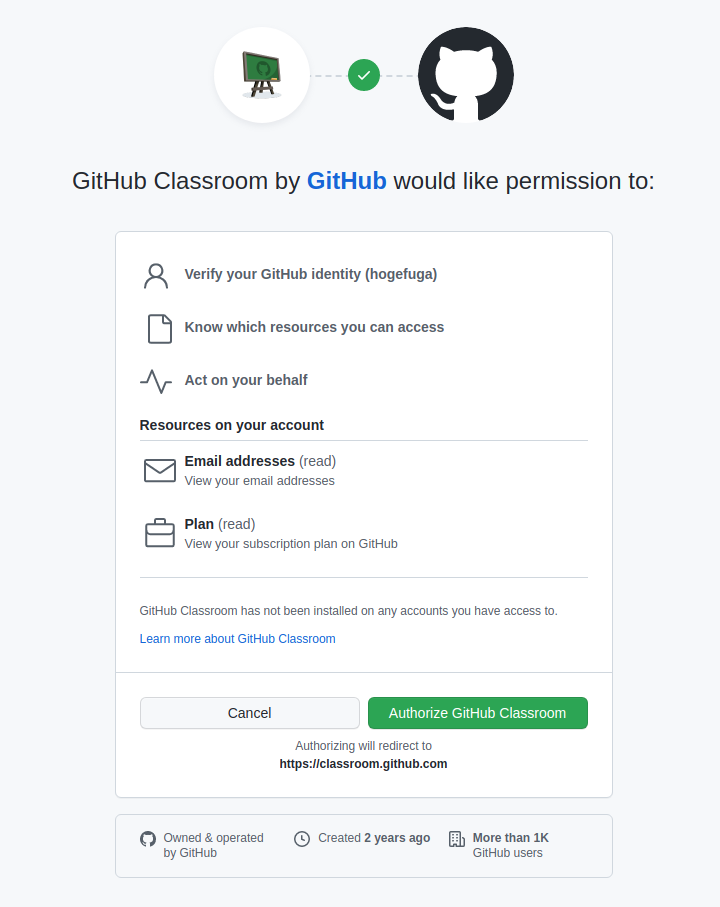 GitHub Classroom by GitHub would like permission to:
Verify your GitHub identity (hogefuga)
Know which resources you can access
Act on your behalf
Resources on your account
Email addresses (read)
View your email addresses
Plan (read)
View your subscription plan on GitHub
GitHub Classroom has not been installed on any accounts you have access to.
Learn more about GitHub Classroom
Cancel
Authorize GitHub Classroom
Authorizing will redirect to
https://classroom.github.com
Owned & operated
by GitHub
Created 2 years ago
More than 1K
GitHub users